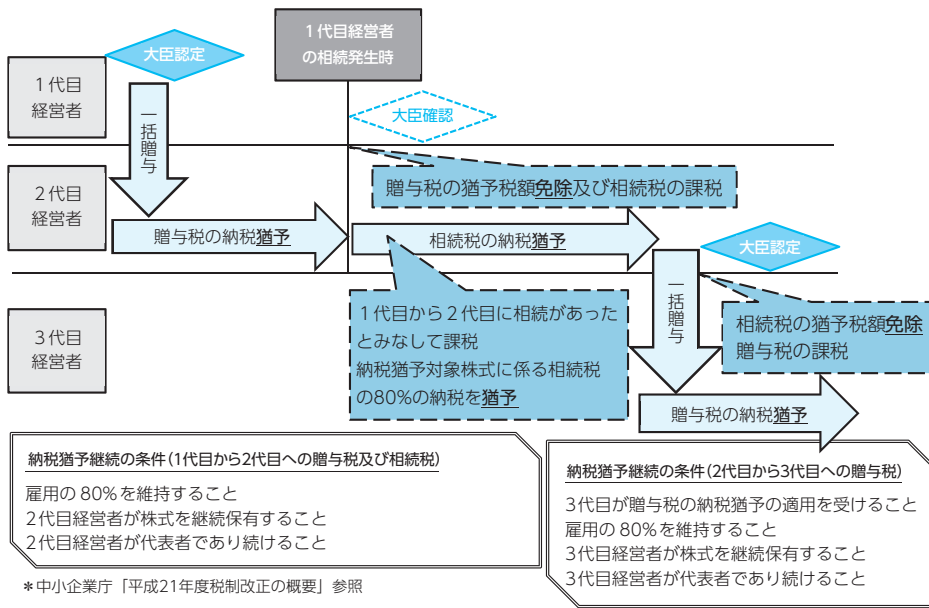 大臣認定
1代目経営者
の相続発生時
1代目
経営者
大臣確認
一括贈与
贈与税の猶予税額免除及び相続税の課税
2代目
経営者
贈与税の納税猶予
相続税の納税猶予
大臣認定
一括贈与
1代目から2代目に相続があった
とみなして課税
納税猶予対象株式に係る相続税
の80%の納税を猶予
相続税の猶予税額免除
贈与税の課税
3代目
経営者
贈与税の納税猶予
納税猶予継続の条件(1代目から2代目への贈与税及び相続税)
雇用の80%を維持すること
2代目経営者が株式を継続保有すること
2代目経営者が代表者であり続けること
納税猶予継続の条件(2代目から3代目への贈与税)
3代目が贈与税の納税猶予の適用を受けること
雇用の80%を維持すること
3代目経営者が株式を継続保有すること
3代目経営者が代表者であり続けること
*中小企業庁「平成21年度税制改正の概要」参照